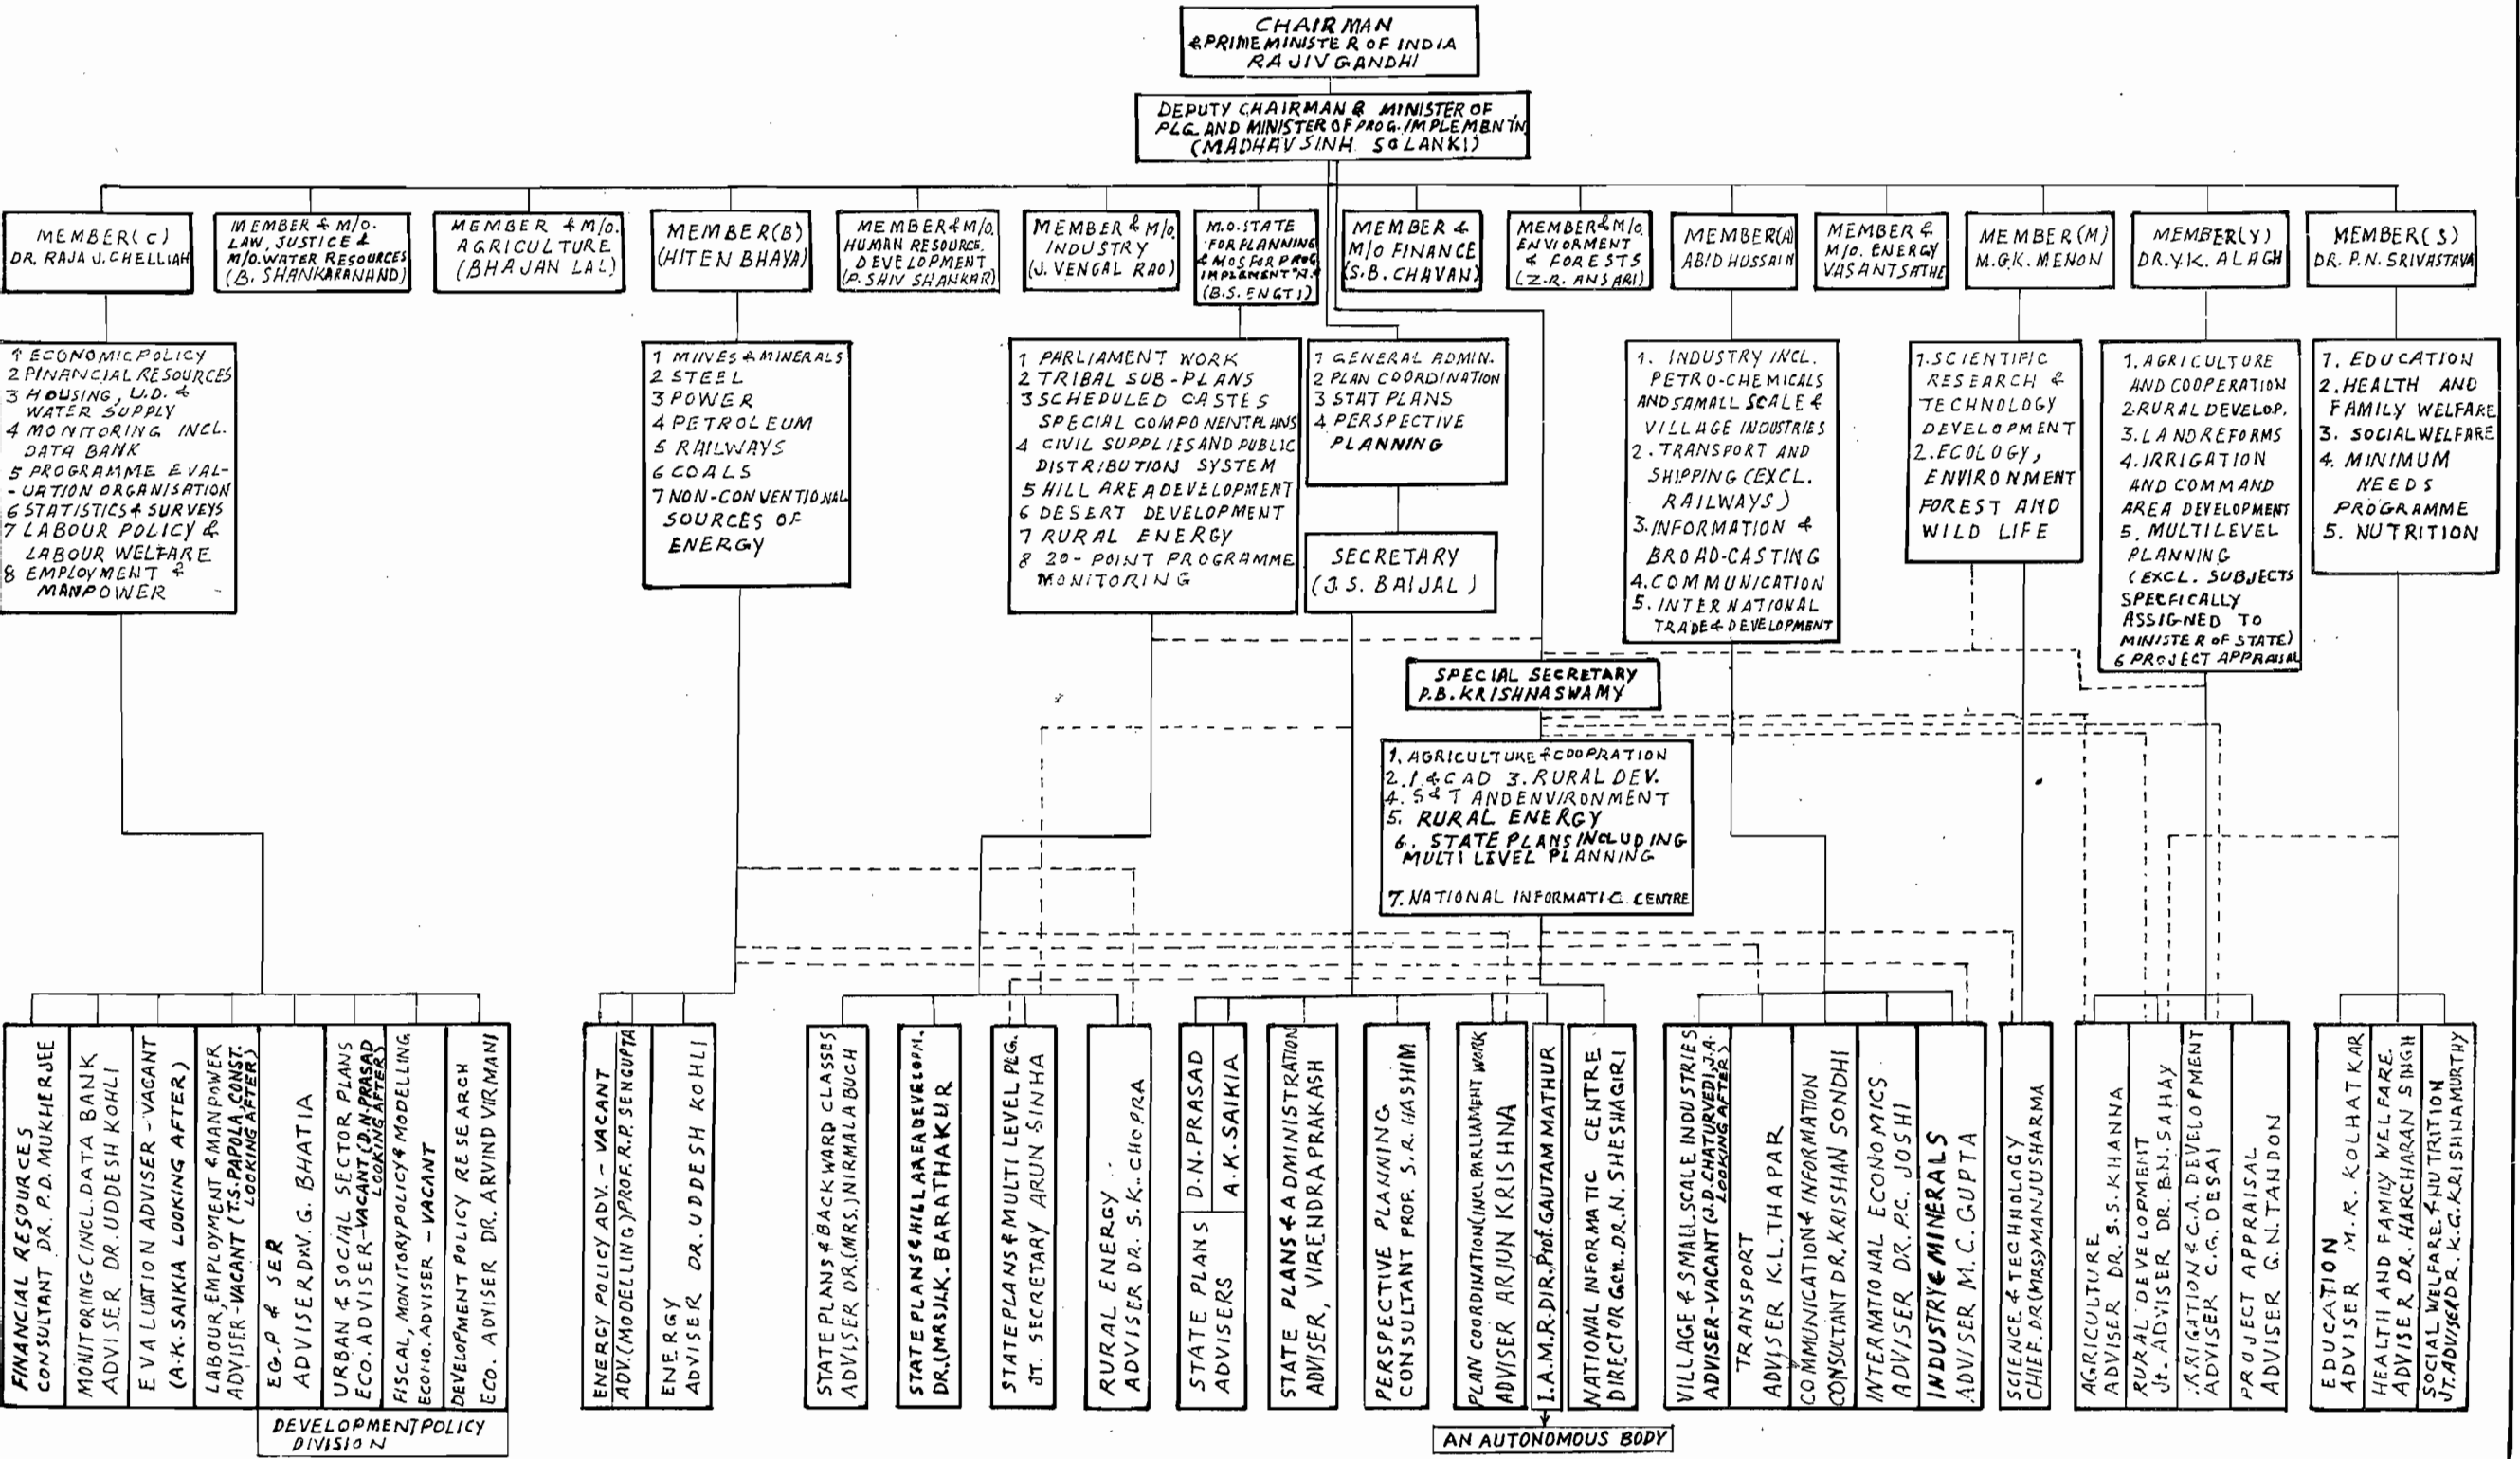 CHAIRMAN
& PRIME MINISTER OF INDIA
RAJIV GANDHI
DEPUTY CHAIRMAN & MINISTER OF
PLG. AND MINISTER OF PROG. IMPLEMENT'N
(MADHAV SINH SOLANKI)
MEMBER(C)
DR. RAJA J. CHELLIAH
MEMBER & M/O.
LAW, JUSTICE &
M/O. WATER RESOURCES
(B. SHANKARANAND)
MEMBER & M/O.
AGRICULTURE
(BHAJAN LAL)
MEMBER(B)
(HITEN BHAYA)
MEMBER & M/O.
HUMAN RESOURCE.
DEVELOPMENT
(P. SHIV SHANKAR)
MEMBER & M/O.
INDUSTRY
(J. VENGAL RAO)
M.O. STATE
FOR PLANNING
& MOS FOR PROG
IMPLEMENT'N.
(B.S. ENGTI)
MEMBER &
M/O FINANCE
(S.B. CHAVAN)
MEMBER & M/O.
ENVIORMENT
& FORESTS
(Z.R. ANSARI)
MEMBER(A)
ABID HUSSAIN
MEMBER &
M/O. ENERGY
VASANT SATHE
MEMBER (M)
M.G.K. MENON
MEMBER(Y)
DR. Y.K. ALAGH
MEMBER(S)
DR. P.N. SRIVASTAVA
1 ECONOMIC POLICY
2 FINANCIAL RESOURCES
3 HOUSING, U.D. &
WATER SUPPLY
4 MONITORING INCL.
DATA BANK
5 PROGRAMME EVAL-
- UATION ORGANISATION
6 STATISTICS & SURVEYS
7 LABOUR POLICY &
LABOUR WELFARE
8 EMPLOYMENT &
MANPOWER
1 MINES & MINERALS
2 STEEL
3 POWER
4 PETROLEUM
5 RAILWAYS
6 COALS
7 NON-CONVENTIONAL
SOURCES OF
ENERGY
1 PARLIAMENT WORK
2 TRIBAL SUB-PLANS
3 SCHEDULED CASTES
SPECIAL COMPONENT PLANS
4 CIVIL SUPPLIES AND PUBLIC
DISTRIBUTION SYSTEM
5 HILL AREA DEVELOPMENT
6 DESERT DEVELOPMENT
7 RURAL ENERGY
8 20-POINT PROGRAMME
MONITORING
1 GENERAL ADMIN.
2 PLAN COORDINATION
3 STAT PLANS
4 PERSPECTIVE
PLANNING
SECRETARY
(J.S. BAIJAL)
1. INDUSTRY INCL.
PETRO-CHEMICALS
AND SAMALL SCALE &
VILLAGE INDUSTRIES
2. TRANSPORT AND
SHIPPING (EXCL.
RAILWAYS)
3. INFORMATION &
BROAD-CASTING
4. COMMUNICATION
5. INTERNATIONAL
TRADE & DEVELOPMENT
1. SCIENTIFIC
RESEARCH &
TECHNOLOGY
DEVELOPMENT
2. ECOLOGY,
ENVIRONMENT
FOREST AND
WILD LIFE
1. AGRICULTURE
AND COOPERATION
2. RURAL DEVELOP.
3. LAND REFORMS
4. IRRIGATION
AND COMMAND
AREA DEVELOPMENT
5. MULTILEVEL
PLANNING
(EXCL. SUBJECTS
SPECFICALLY
ASSIGNED TO
MINISTER OF STATE)
6 PROJECT APPRAISAL
1. EDUCATION
2. HEALTH AND
FAMILY WELFARE
3. SOCIAL WELFARE
4. MINIMUM
NEEDS
PROGRAMME
5. NUTRITION
SPECIAL SECRETARY
P.B. KRISHNASWAMY
1. AGRICULTURE & COOPRATION
2. I & CAD 3. RURAL DEV.
4. S & T AND ENVIRONMENT
5. RURAL ENERGY
6. STATE PLANS INCLUDING
MULTI LEVEL PLANNING
7. NATIONAL INFORMATIC CENTRE
FINANCIAL RESOURCES
CONSULTANT DR. P.D. MUKHERJEE
MONITORING (INCL. DATA BANK
ADVISER DR. UDDESH KOHLI
EVALUATION ADVISER - VACANT
(A.K. SAIKIA LOOKING AFTER)
LABOUR, EMPLOYMENT & MANPOWER
ADVISER - VACANT (T.S. PAPOLA, CONST.
LOOKING AFTER)
EG.P & SER
ADVISER DR. V.G. BHATIA
URBAN & SOCIAL SECTOR PLANS
ECO. ADVISER - VACANT (D.N. PRASAD
LOOKING AFTER)
FISCAL, MONITORY POLICY & MODELLING
ECONO. ADVISER - VACANT
DEVELOPMENT POLICY RESEARCH
ECO. ADVISER DR. ARVIND VIRMANI
DEVELOPMENT POLICY
DIVISION
ENERGY POLICY ADV. - VACANT
ADV. (MODELLING) PROF. R.P. SENGUPTA
ENERGY
ADVISER DR. UDDESH KOHLI
STATE PLANS & BACKWARD CLASSES
ADVISER DR. (MRS.) NIRMALA BUCH
STATE PLANS & HILL AREA DEVELOPM.
DR. (MRS.) I.K. BARATHAKUR
STATE PLANS & MULTI LEVEL PLG.
JT. SECRETARY ARUN SINHA
RURAL ENERGY
ADVISER DR. S.K. CHOPRA
D.N. PRASAD
A.K. SAIKIA
STATE PLANS
ADVISERS
STATE PLANS & ADMINISTRATION
ADVISER, VIRENDRA PRAKASH
PERSPECTIVE PLANNING
CONSULTANT PROF. S.R. HASHIM
PLAN COORDINATION (INCL PARLIAMENT WORK
ADVISER ARJUN KRISHNA
I.A.M.R. DIR. Prof. GAUTAM MATHUR
AN AUTONOMOUS BODY
NATIONAL INFORMATIC CENTRE
DIRECTOR Gen. DR. N. SHESHAGIRI
VILLAGE & SMALL SCALE INDUSTRIES
ADVISER - VACANT (J.D. CHATURVEDI, J.A.
LOOKING AFTER)
TRANSPORT
ADVISER K.L. THAPAR
COMMUNICATION & INFORMATION
CONSULTANT DR. KRISHAN SONDHI
INTERNATIONAL ECONOMICS
ADVISER DR. P.C. JOSHI
INDUSTRY & MINERALS
ADVISER M.C. GUPTA
SCIENCE & TECHNOLOGY
CHIEF. DR (MRS) MANJU SHARMA
AGRICULTURE
ADVISER DR. S.S. KHANNA
RURAL DEVELOPMENT
Jt. ADVISER DR. B.N. SAHAY
IRRIGATION & C.A. DEVELOPMENT
ADVISER C.G. DESAI
PROJECT APPRAISAL
ADVISER G.N. TANDON
EDUCATION
ADVISER M.R. KOLHATKAR
HEALTH AND FAMILY WELFARE.
ADVISE R DR. HARCHARAN SINGH
SOCIAL WELFARE & NUTRITION
JT. ADVISER DR. K.G. KRISHNAMURTHY